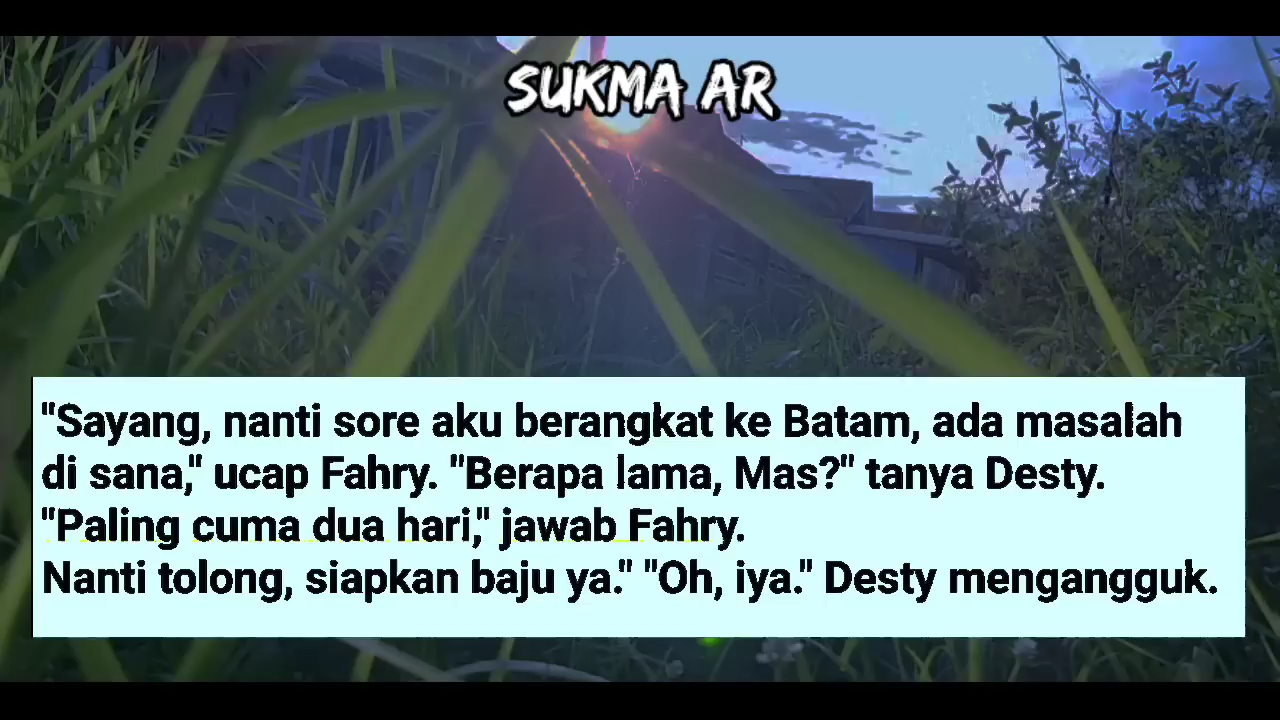 SUKMA AR
"Sayang, nanti sore aku berangkat ke Batam, ada masalah
di sana," ucap Fahry. "Berapa lama, Mas?" tanya Desty.
"Paling cuma dua hari," jawab Fahry.
Nanti tolong, siapkan baju ya." "Oh, iya." Desty mengangguk.